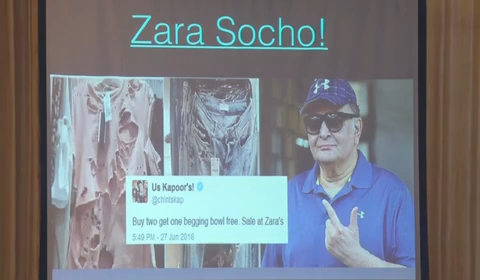 Zara Socho!
Us Kapoor's!
@chintskap
Buy two get one begging bowl free. Sale at Zara's
5:49 PM - 27 Jun 2016